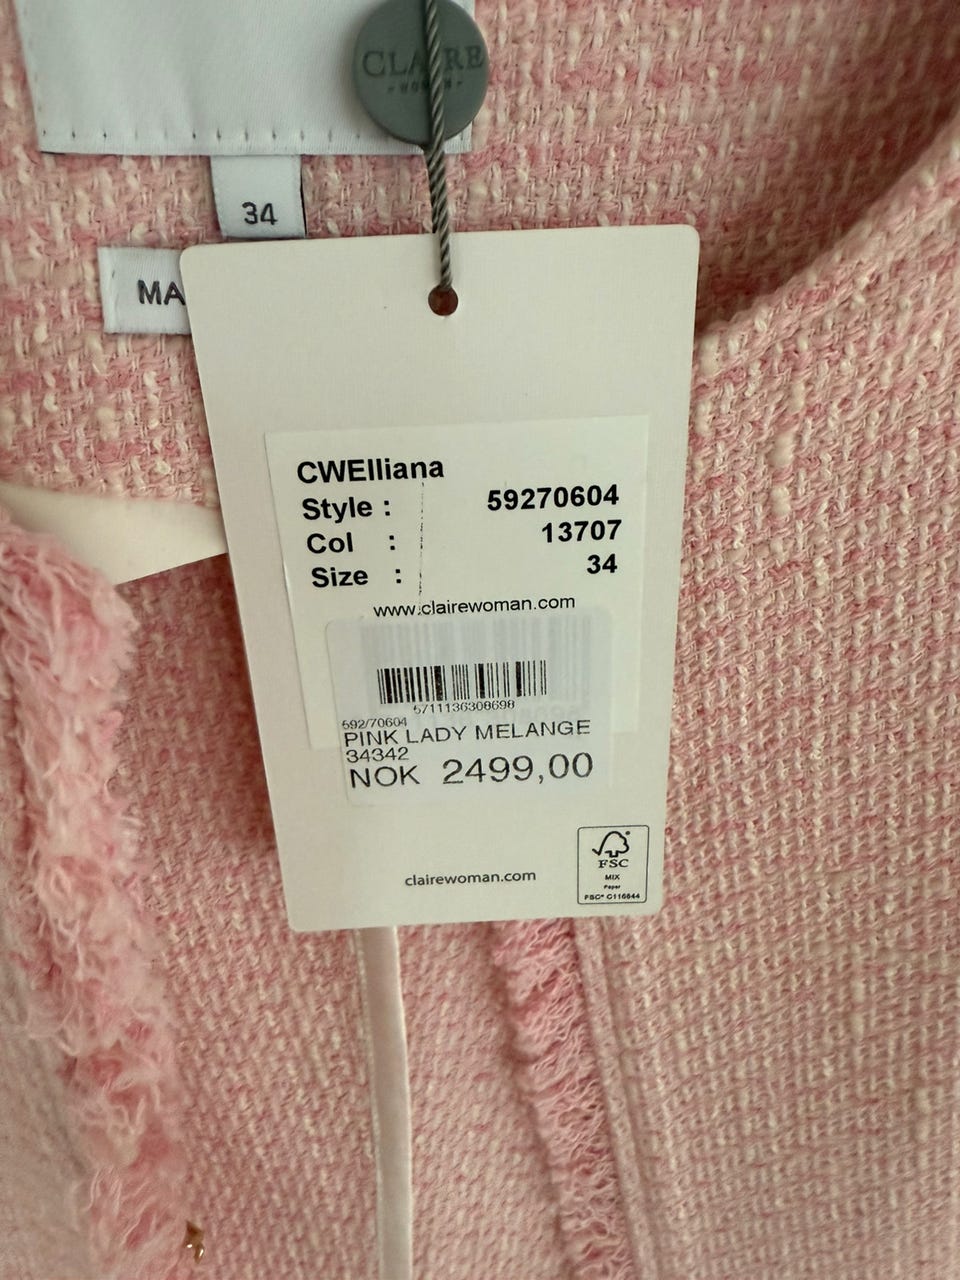 CLAIRE
- WOMAN -
34
MA
CWElliana
Style : 59270604
Col : 13707
Size : 34
www.clairewoman.com
5711136308698
592/70604
PINK LADY MELANGE
34342
NOK 2499,00
clairewoman.com
FSC
MIX
Paper
FSC® C116644